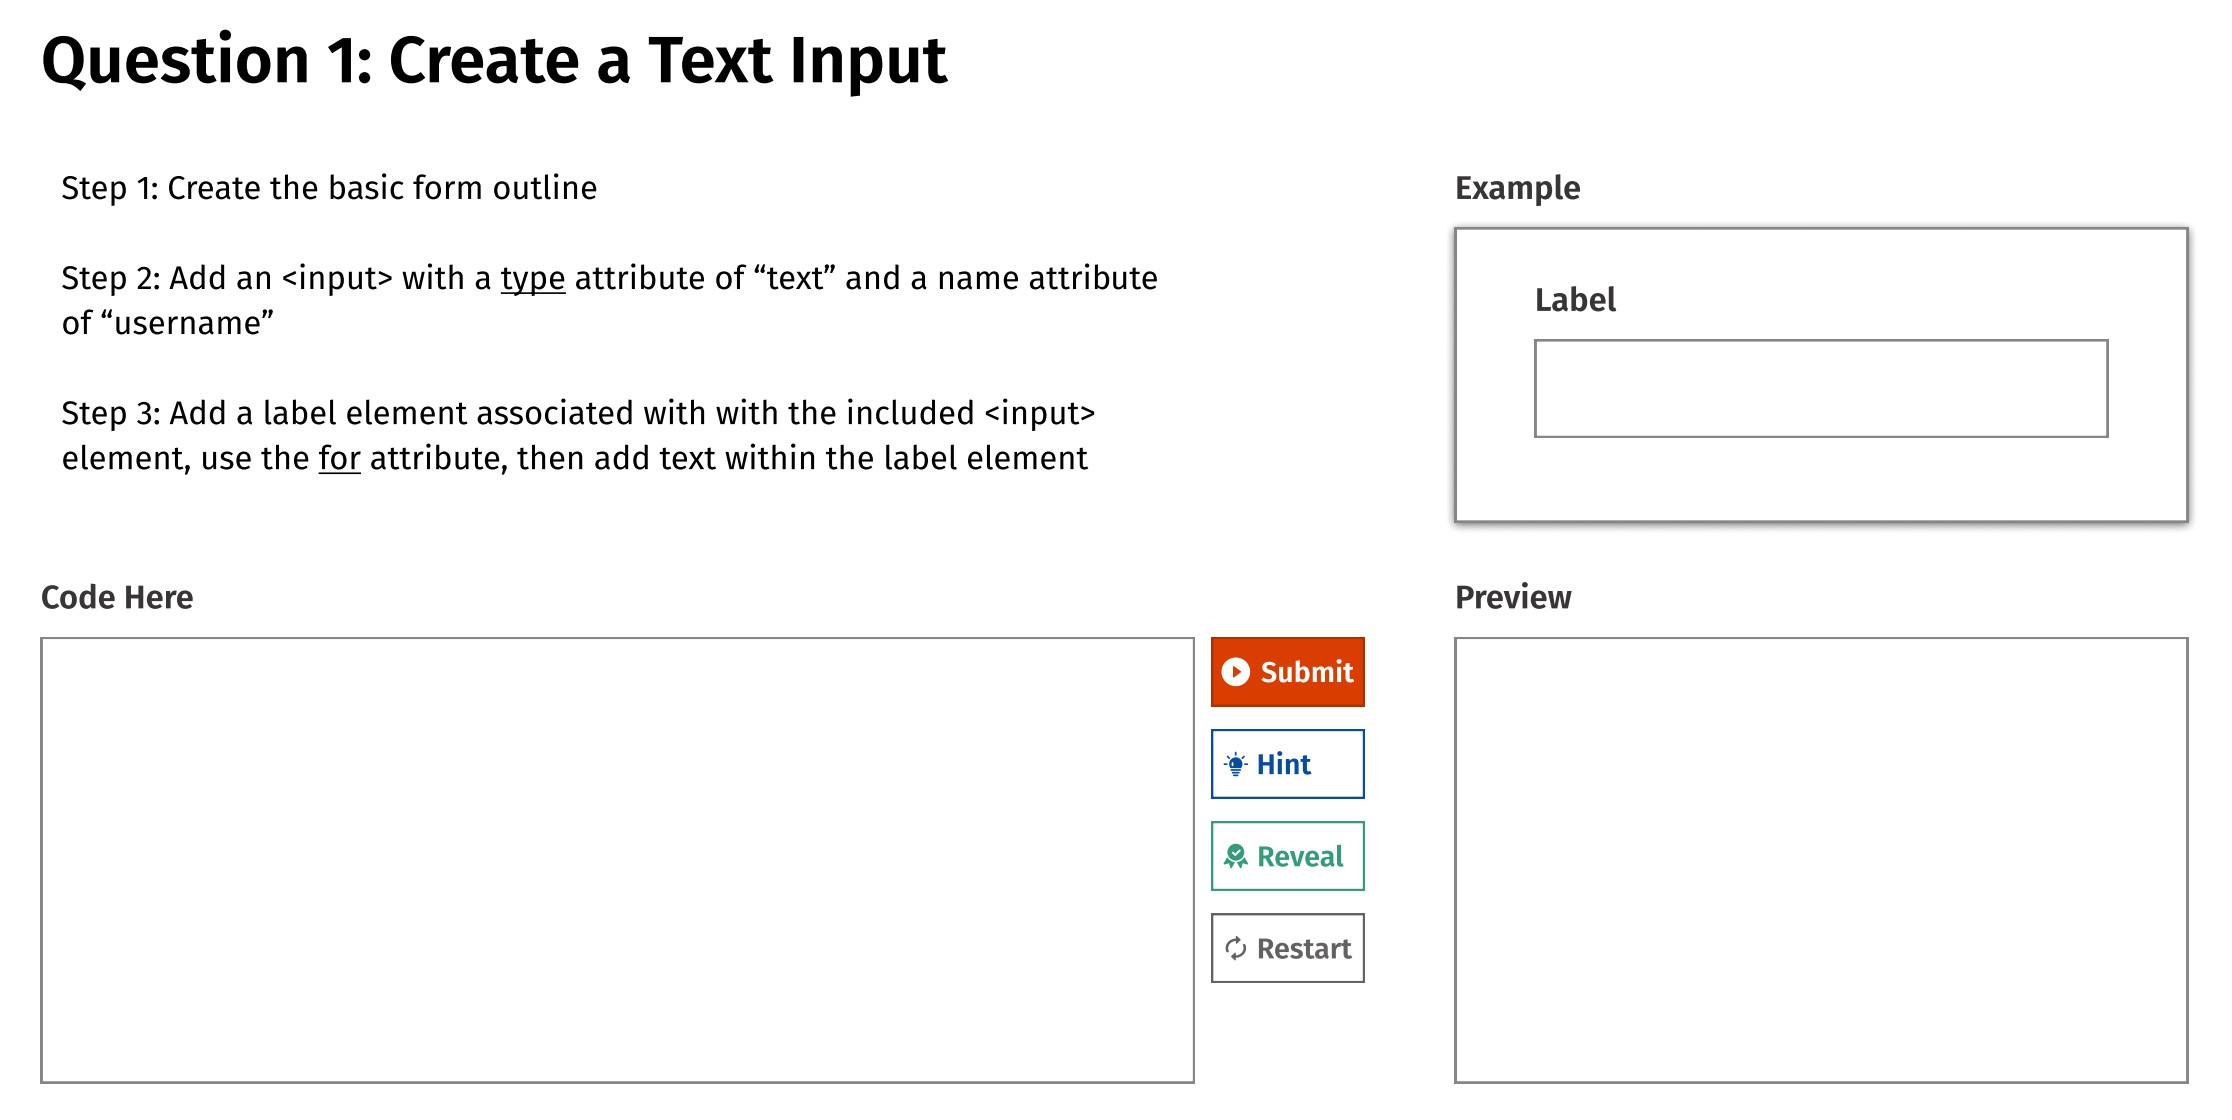 Question 1: Create a Text Input
Step 1: Create the basic form outline
Step 2: Add an <input> with a type attribute of “text” and a name attribute
of “username”
Step 3: Add a label element associated with with the included <input>
element, use the for attribute, then add text within the label element
Example
Label
Code Here
Submit
Hint
Reveal
Restart
Preview